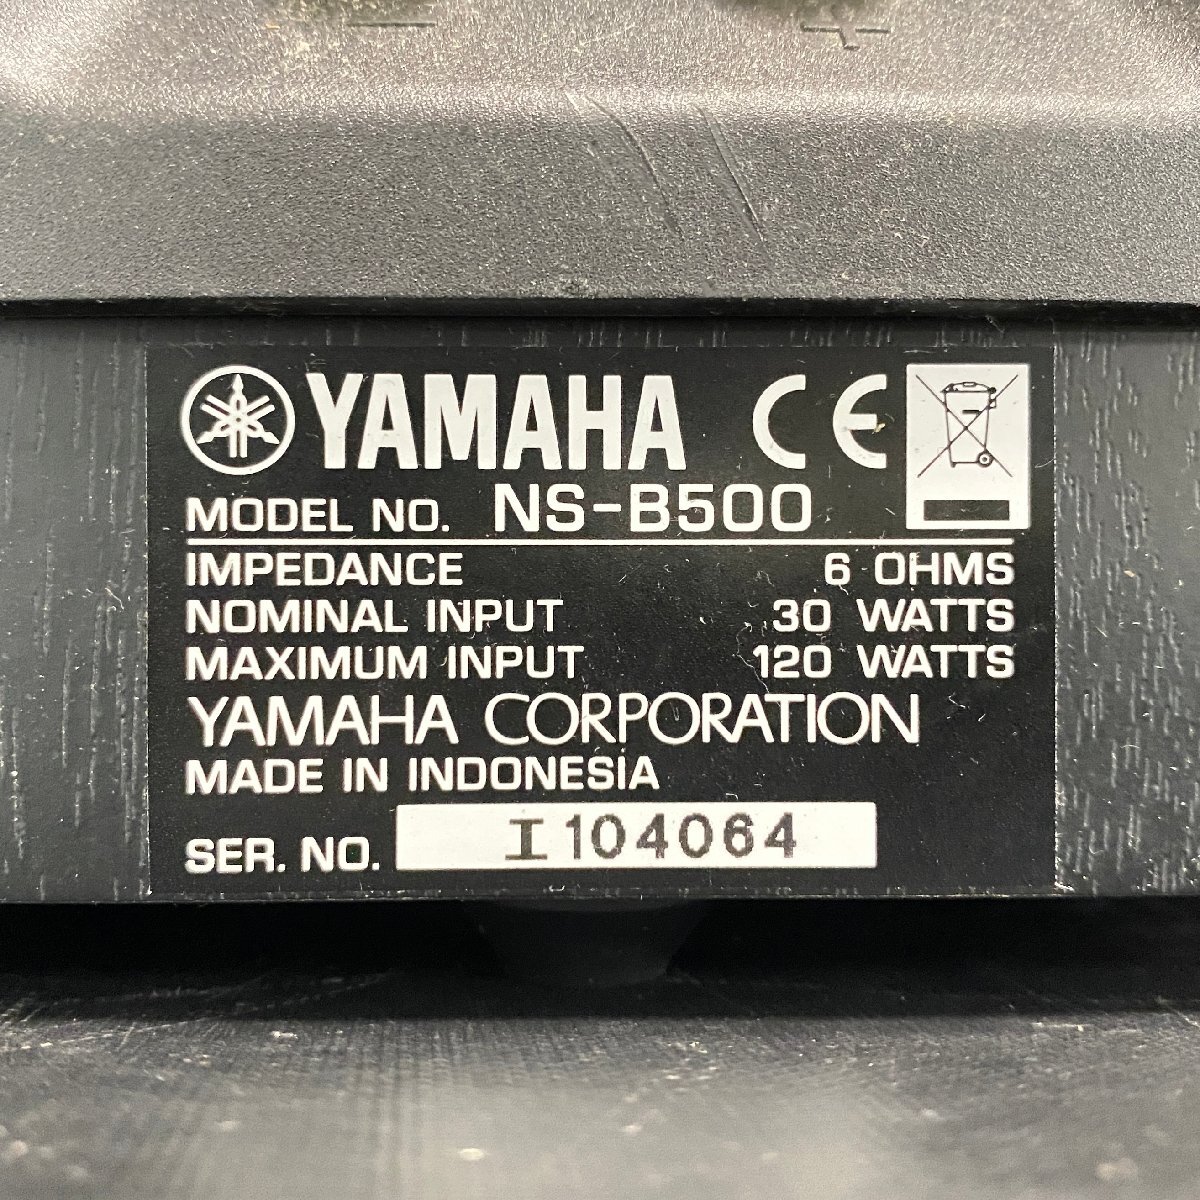 − +
YAMAHA CE
MODEL NO. NS-B500
IMPEDANCE 6 OHMS
NOMINAL INPUT 30 WATTS
MAXIMUM INPUT 120 WATTS
YAMAHA CORPORATION
MADE IN INDONESIA
SER. NO. I104064